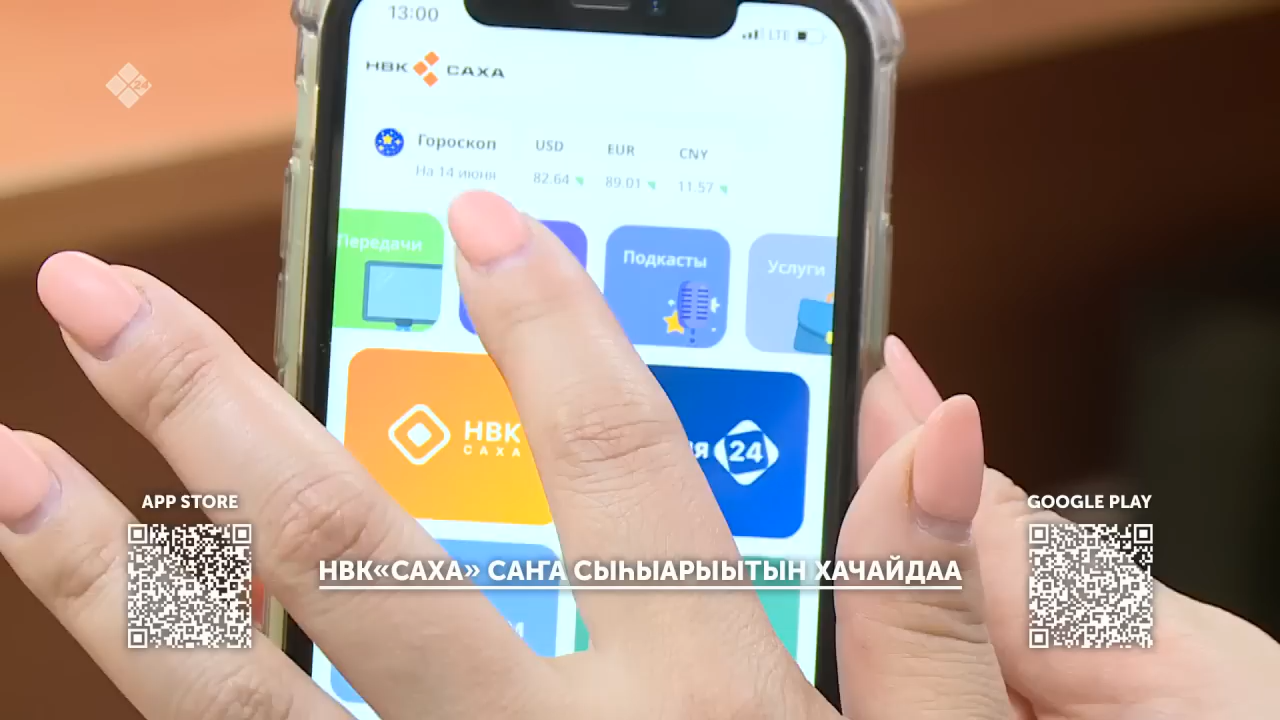 13:00
LTE
НВК САХА
24
Гороскоп
USD
EUR
CNY
На 14 июня
82.64
89.01
11.57
Передачи
Подкасты
Услуги
НВК
САХА
24
APP STORE
GOOGLE PLAY
НВК«САХА» САҤА СЫҺЫАРЫЫТЫН ХАЧАЙДАА